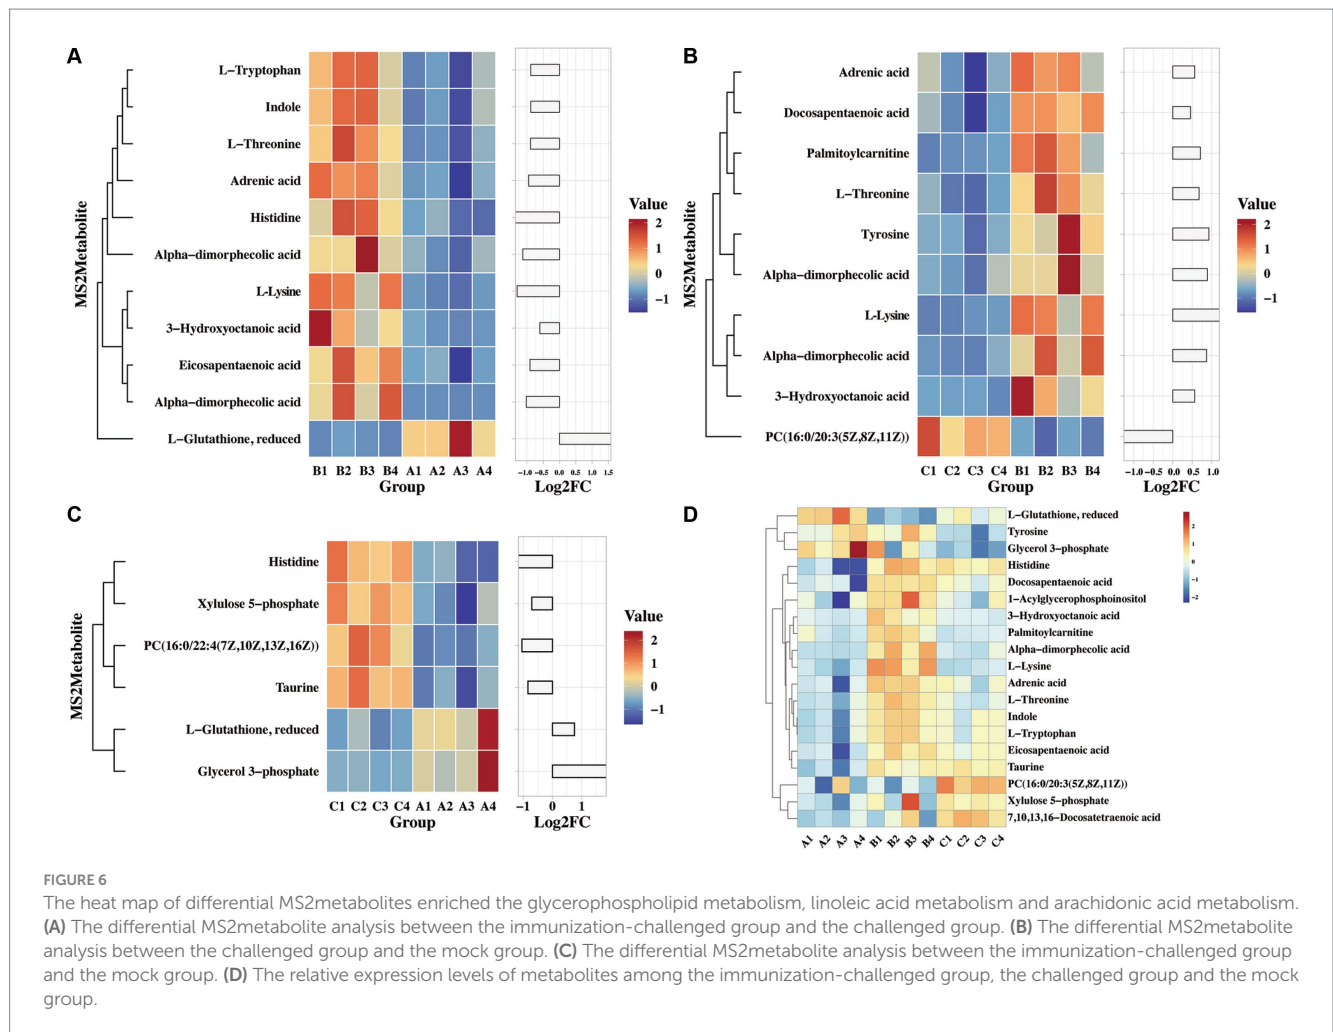 A
MS2Metabolite
L-Tryptophan
Indole
L-Threonine
Adrenic acid
Histidine
Alpha-dimorphecolic acid
L-Lysine
3-Hydroxyoctanoic acid
Eicosapentaenoic acid
Alpha-dimorphecolic acid
L-Glutathione, reduced
B1 B2 B3 B4 A1 A2 A3 A4
Group
-1.0 -0.5 0.0 0.5 1.0 1.5
Log2FC
Value
2
1
0
-1
B
MS2Metabolite
Adrenic acid
Docosapentaenoic acid
Palmitoylcarnitine
L-Threonine
Tyrosine
Alpha-dimorphecolic acid
L-Lysine
Alpha-dimorphecolic acid
3-Hydroxyoctanoic acid
PC(16:0/20:3(5Z,8Z,11Z))
C1 C2 C3 C4 B1 B2 B3 B4
Group
-1.0 -0.5 0.0 0.5 1.0
Log2FC
Value
2
1
0
-1
C
MS2Metabolite
Histidine
Xylulose 5-phosphate
PC(16:0/22:4(7Z,10Z,13Z,16Z))
Taurine
L-Glutathione, reduced
Glycerol 3-phosphate
C1 C2 C3 C4 A1 A2 A3 A4
Group
-1 0 1
Log2FC
Value
2
1
0
-1
D
L-Glutathione, reduced
Tyrosine
Glycerol 3-phosphate
Histidine
Docosapentaenoic acid
1-Acylglycerophosphoinositol
3-Hydroxyoctanoic acid
Palmitoylcarnitine
Alpha-dimorphecolic acid
L-Lysine
Adrenic acid
L-Threonine
Indole
L-Tryptophan
Eicosapentaenoic acid
Taurine
PC(16:0/20:3(5Z,8Z,11Z))
Xylulose 5-phosphate
7,10,13,16-Docosatetraenoic acid
A1 A2 A3 A4 B1 B2 B3 B4 C1 C2 C3 C4
2
1
0
-1
-2
FIGURE 6
The heat map of differential MS2metabolites enriched the glycerophospholipid metabolism, linoleic acid metabolism and arachidonic acid metabolism.
(A) The differential MS2metabolite analysis between the immunization-challenged group and the challenged group. (B) The differential MS2metabolite
analysis between the challenged group and the mock group. (C) The differential MS2metabolite analysis between the immunization-challenged group
and the mock group. (D) The relative expression levels of metabolites among the immunization-challenged group, the challenged group and the mock
group.